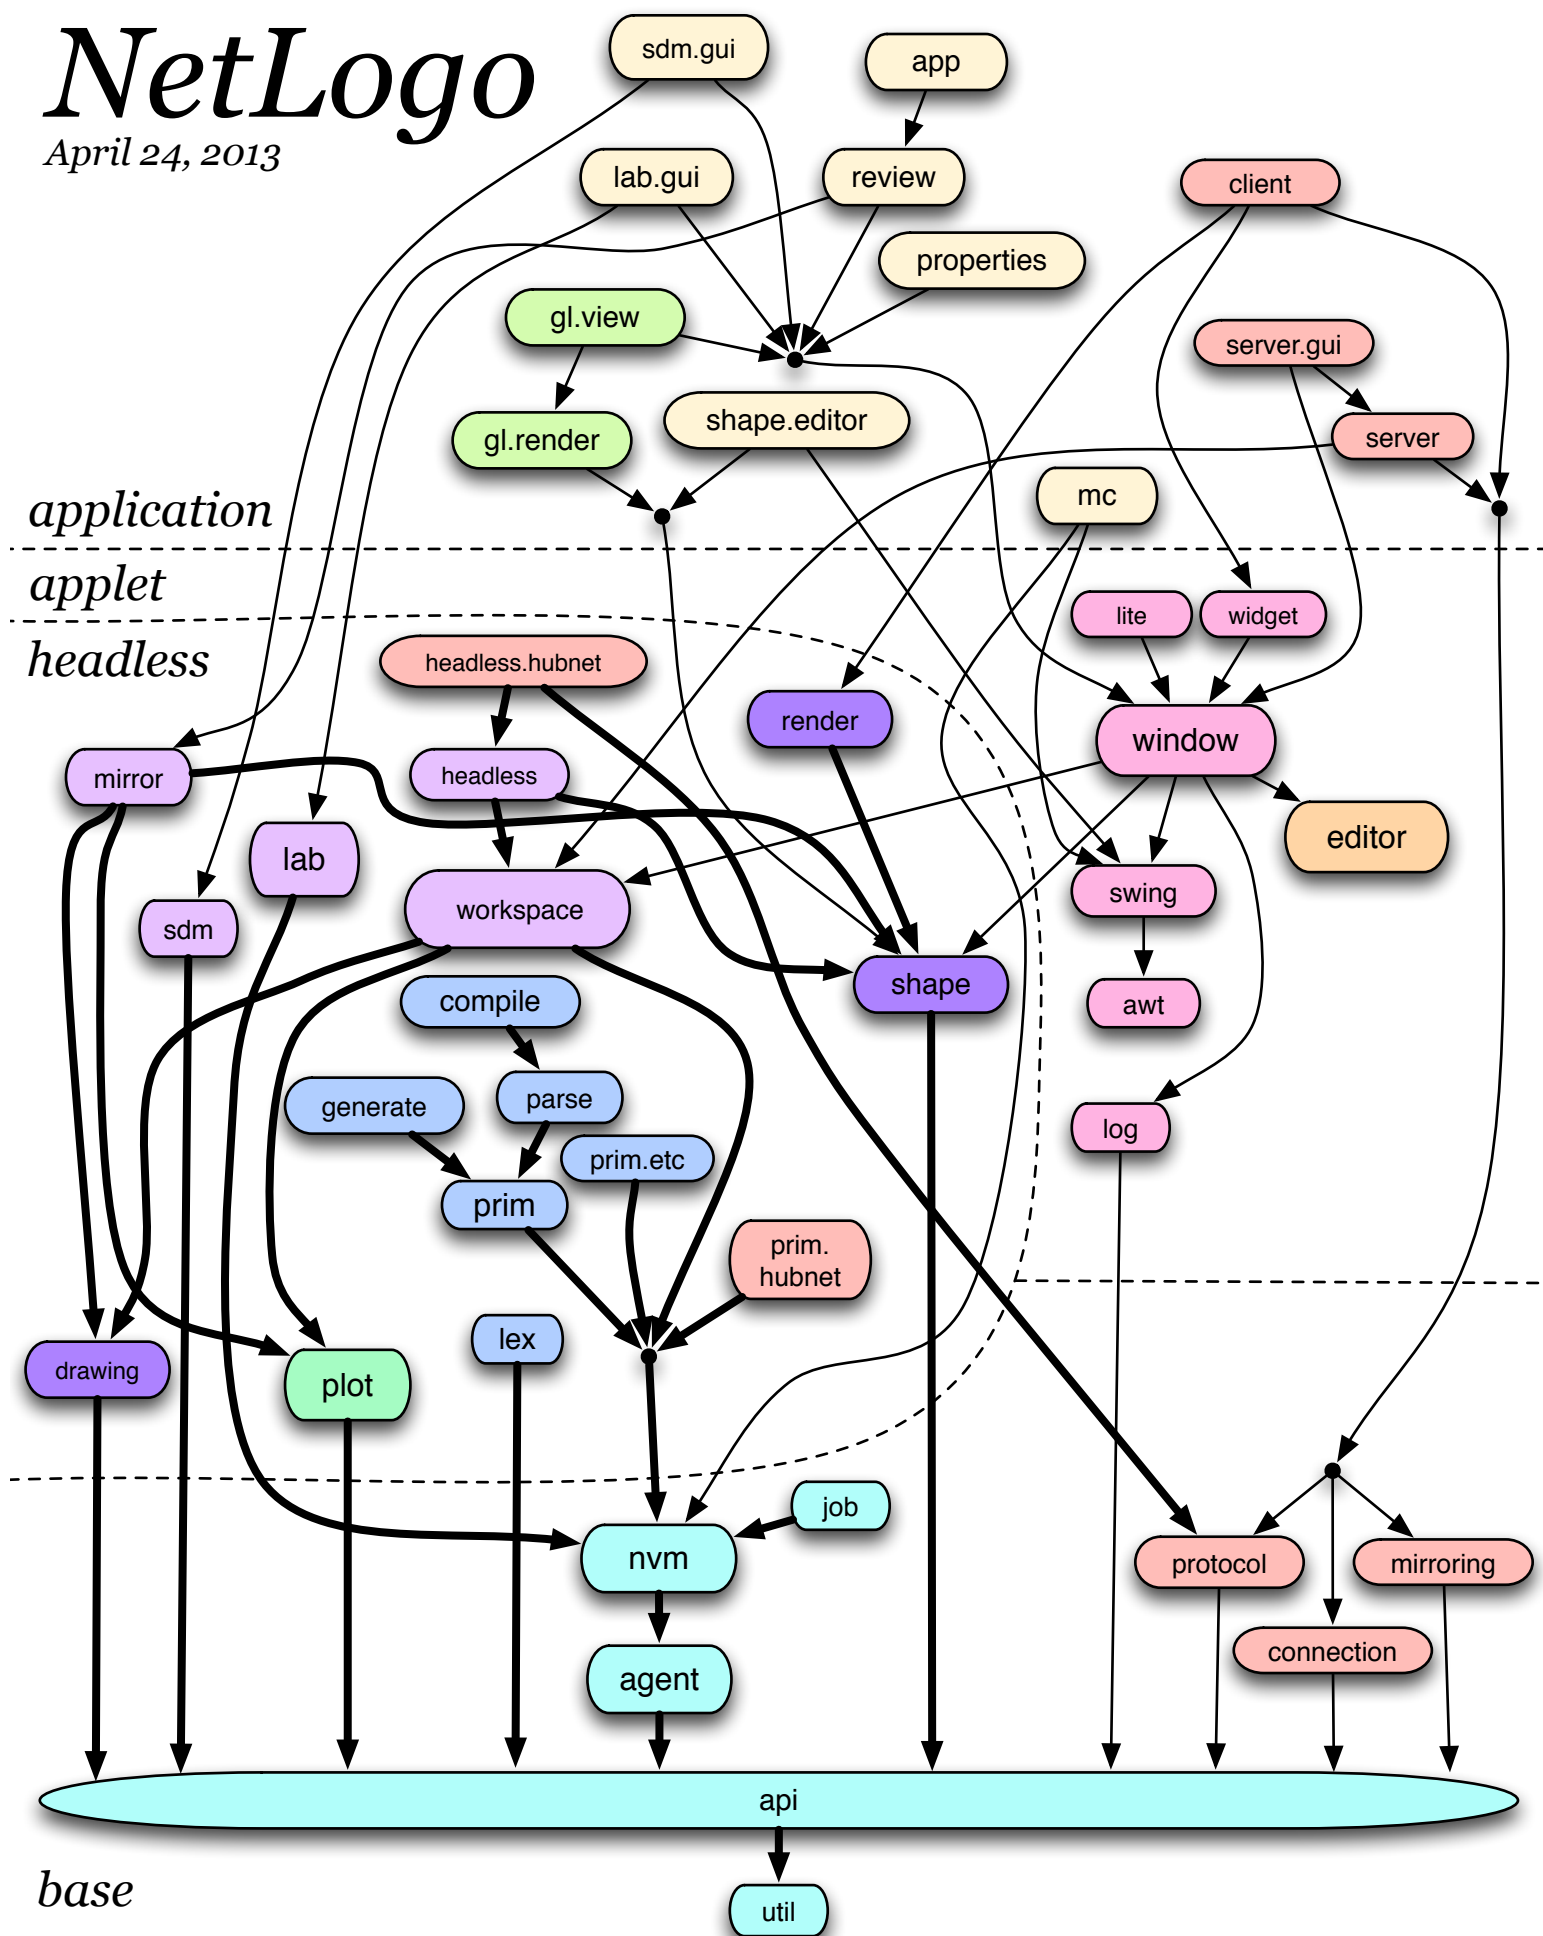 NetLogo
April 24, 2013
sdm.gui
app
lab.gui
review
client
properties
gl.view
server.gui
gl.render
shape.editor
server
mc
application
applet
headless
lite
widget
headless.hubnet
render
window
mirror
headless
editor
lab
swing
workspace
sdm
shape
compile
awt
generate
parse
log
prim.etc
prim
prim.
hubnet
lex
drawing
plot
job
nvm
protocol
mirroring
connection
agent
api
base
util